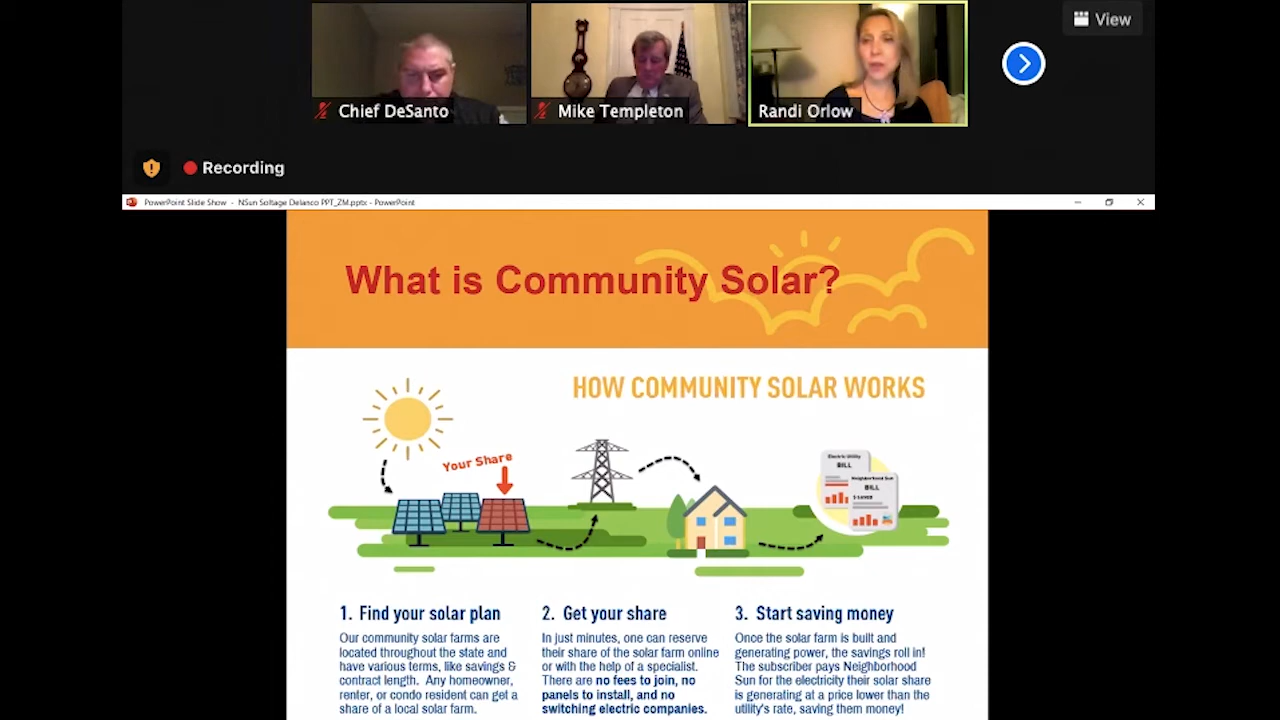 View
Chief DeSanto
Mike Templeton
Randi Orlow
Recording
PowerPoint Slide Show - NSun Soltage Delanco PPT_ZM.pptx - PowerPoint
What is Community Solar?
HOW COMMUNITY SOLAR WORKS
Your Share
Electric Utility
BILL
Neighborhood Sun
BILL
$ SAVED
1. Find your solar plan
Our community solar farms are
located throughout the state and
have various terms, like savings &
contract length. Any homeowner,
renter, or condo resident can get a
share of a local solar farm.
2. Get your share
In just minutes, one can reserve
their share of the solar farm online
or with the help of a specialist.
There are no fees to join, no
panels to install, and no
switching electric companies.
3. Start saving money
Once the solar farm is built and
generating power, the savings roll in!
The subscriber pays Neighborhood
Sun for the electricity their solar share
is generating at a price lower than the
utility's rate, saving them money!